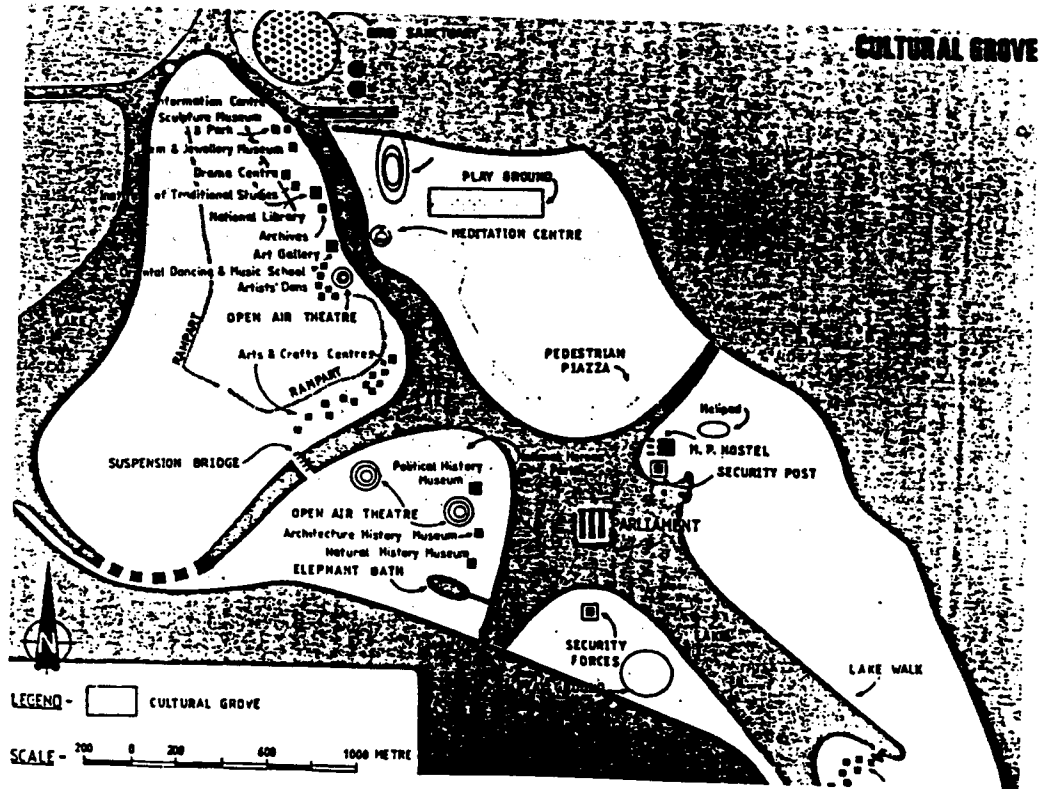 BIRD SANCTUARY
CULTURAL GROVE
Information Centre
Sculpture Museum
& Park
& Jewellery Museum
Drama Centre
of Traditional Studies
National Library
Archives
Art Gallery
Dancing & Music School
Artists' Dens
OPEN AIR THEATRE
PLAY GROUND
MEDITATION CENTRE
LAKE
RAMPART
Arts & Crafts Centres
RAMPART
PEDESTRIAN
PIAZZA
Helipad
M.P. HOSTEL
SECURITY POST
SUSPENSION BRIDGE
Political History
Museum
OPEN AIR THEATRE
PARLIAMENT
Architecture History Museum
Natural History Museum
ELEPHANT BATH
SECURITY
FORCES
LAKE
LAKE WALK
N
LEGEND - CULTURAL GROVE
SCALE - 200 0 200 600 1000 METRE